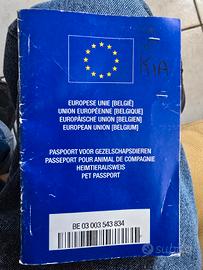 KIA
EUROPESE UNIE [BELGIË]
UNION EUROPÉENNE [BELGIQUE]
EUROPÄISCHE UNION [BELGIEN]
EUROPEAN UNION [BELGIUM]
PASPOORT VOOR GEZELSCHAPSDIEREN
PASSEPORT POUR ANIMAL DE COMPAGNIE
HEIMTIERAUSWEIS
PET PASSPORT
BE 03 003 543 834
Subito